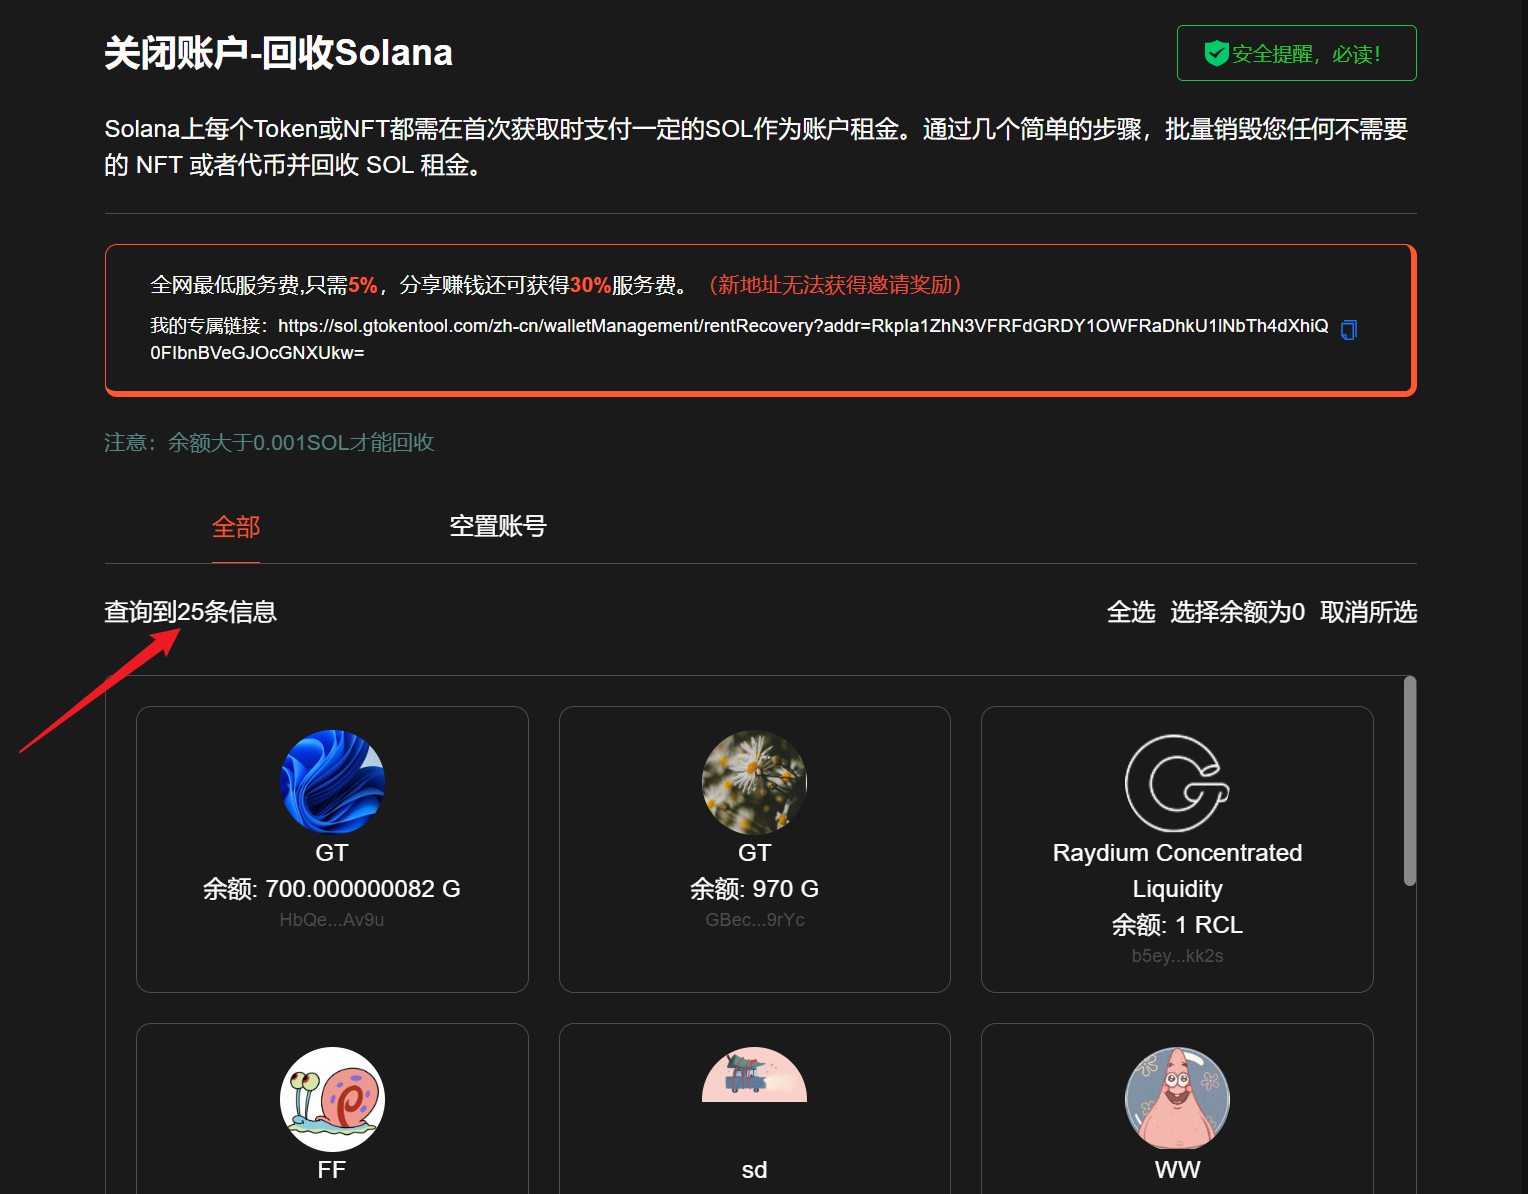 关闭账户-回收Solana
安全提醒，必读！
Solana上每个Token或NFT都需在首次获取时支付一定的SOL作为账户租金。通过几个简单的步骤，批量销毁您任何不需要
的 NFT 或者代币并回收 SOL 租金。
全网最低服务费,只需5%，分享赚钱还可获得30%服务费。（新地址无法获得邀请奖励）
我的专属链接：https://sol.gtokentool.com/zh-cn/walletManagement/rentRecovery?addr=RkpIa1ZhN3VFRFdGRDY1OWFRaDhkU1lNbTh4dXhiQ
0FIbnBVeGJOcGNXUkw=
注意：余额大于0.001SOL才能回收
全部 空置账号
查询到25条信息 全选 选择余额为0 取消所选
GT
余额: 700.000000082 G
HbQe...Av9u
GT
余额: 970 G
GBec...9rYc
Raydium Concentrated
Liquidity
余额: 1 RCL
b5ey...kk2s
FF
sd
WW